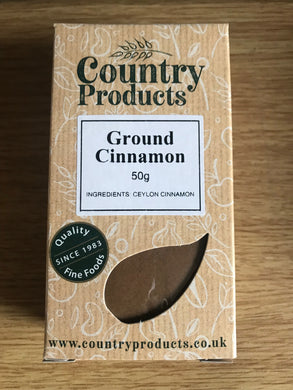 Country
Products
Ground
Cinnamon
50g
INGREDIENTS: CEYLON CINNAMON
Quality
SINCE 1983
Fine Foods
www.countryproducts.co.uk